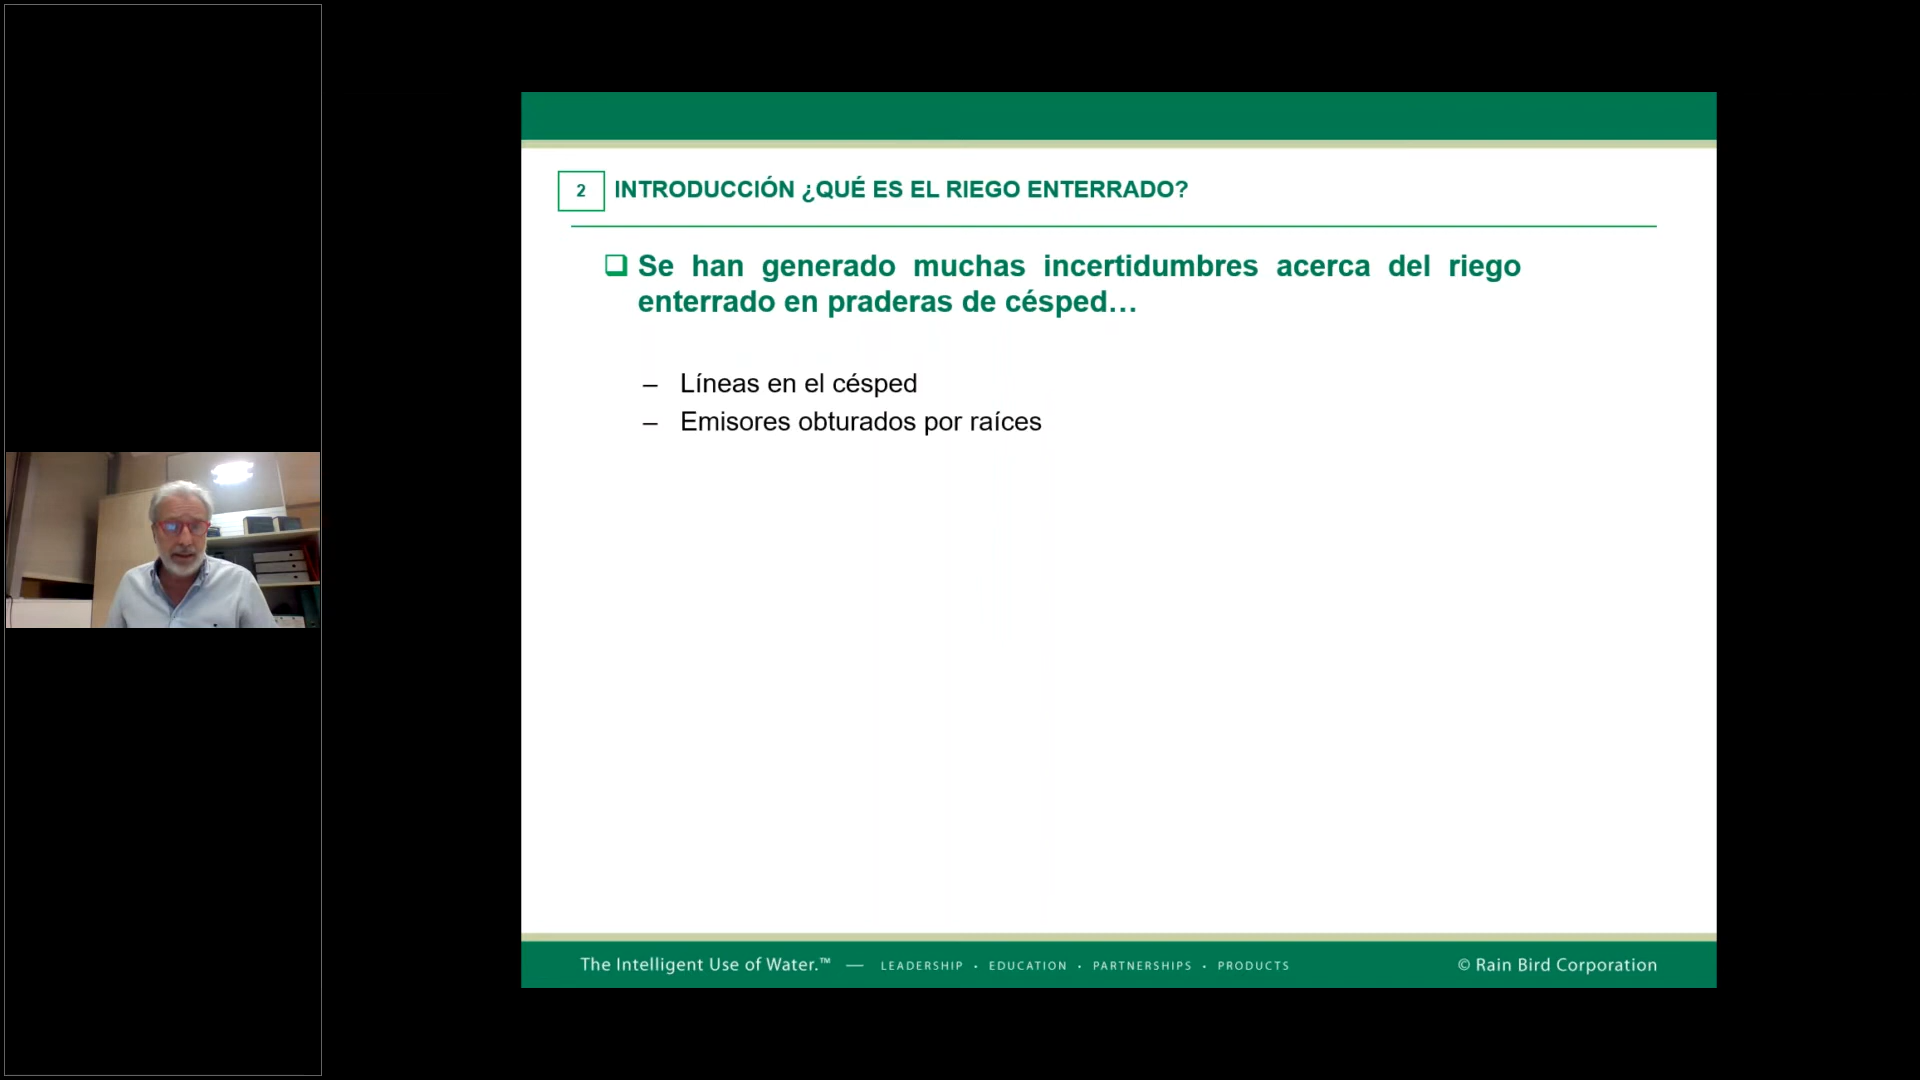 2 INTRODUCCIÓN ¿QUÉ ES EL RIEGO ENTERRADO?
Se han generado muchas incertidumbres acerca del riego
enterrado en praderas de césped…
– Líneas en el césped
– Emisores obturados por raíces
The Intelligent Use of Water.™ — LEADERSHIP • EDUCATION • PARTNERSHIPS • PRODUCTS © Rain Bird Corporation